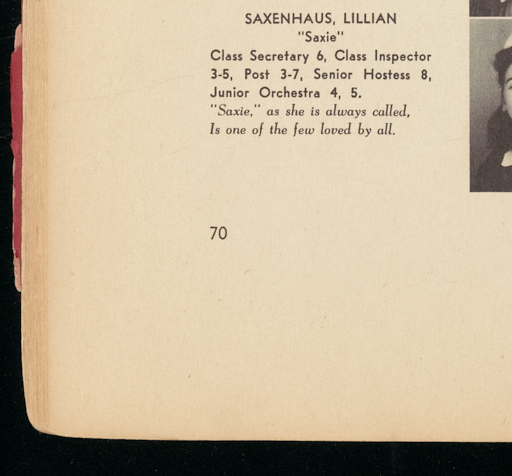 SAXENHAUS, LILLIAN
"Saxie"
Class Secretary 6, Class Inspector
3-5, Post 3-7, Senior Hostess 8,
Junior Orchestra 4, 5.
"Saxie," as she is always called,
Is one of the few loved by all.
70